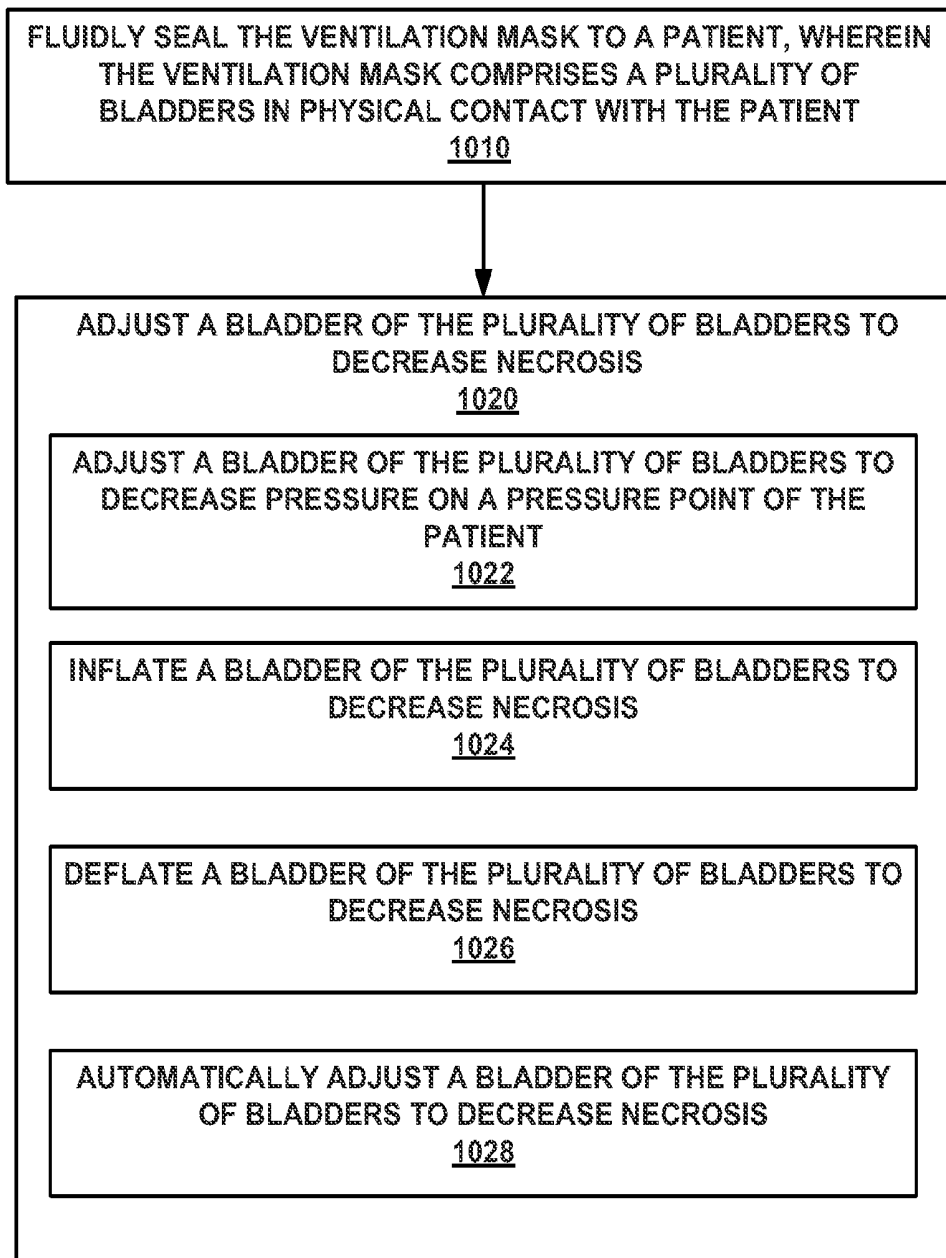 FLUIDLY SEAL THE VENTILATION MASK TO A PATIENT, WHEREIN
THE VENTILATION MASK COMPRISES A PLURALITY OF
BLADDERS IN PHYSICAL CONTACT WITH THE PATIENT
1010
ADJUST A BLADDER OF THE PLURALITY OF BLADDERS TO
DECREASE NECROSIS
1020
ADJUST A BLADDER OF THE PLURALITY OF BLADDERS TO
DECREASE PRESSURE ON A PRESSURE POINT OF THE
PATIENT
1022
INFLATE A BLADDER OF THE PLURALITY OF BLADDERS TO
DECREASE NECROSIS
1024
DEFLATE A BLADDER OF THE PLURALITY OF BLADDERS TO
DECREASE NECROSIS
1026
AUTOMATICALLY ADJUST A BLADDER OF THE PLURALITY
OF BLADDERS TO DECREASE NECROSIS
1028